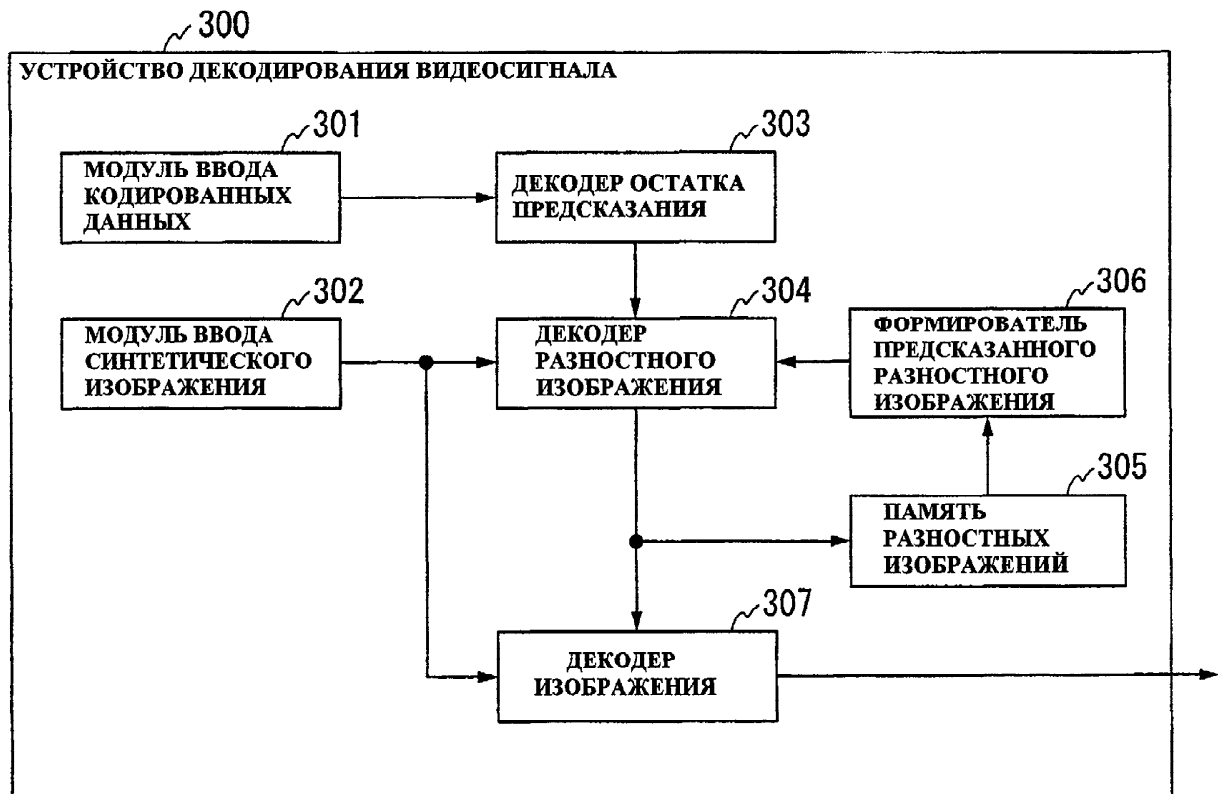 300
УСТРОЙСТВО ДЕКОДИРОВАНИЯ ВИДЕОСИГНАЛА
301
МОДУЛЬ ВВОДА
КОДИРОВАННЫХ
ДАННЫХ
303
ДЕКОДЕР ОСТАТКА
ПРЕДСКАЗАНИЯ
302
МОДУЛЬ ВВОДА
СИНТЕТИЧЕСКОГО
ИЗОБРАЖЕНИЯ
304
ДЕКОДЕР
РАЗНОСТНОГО
ИЗОБРАЖЕНИЯ
306
ФОРМИРОВАТЕЛЬ
ПРЕДСКАЗАННОГО
РАЗНОСТНОГО
ИЗОБРАЖЕНИЯ
305
ПАМЯТЬ
РАЗНОСТНЫХ
ИЗОБРАЖЕНИЙ
307
ДЕКОДЕР
ИЗОБРАЖЕНИЯ